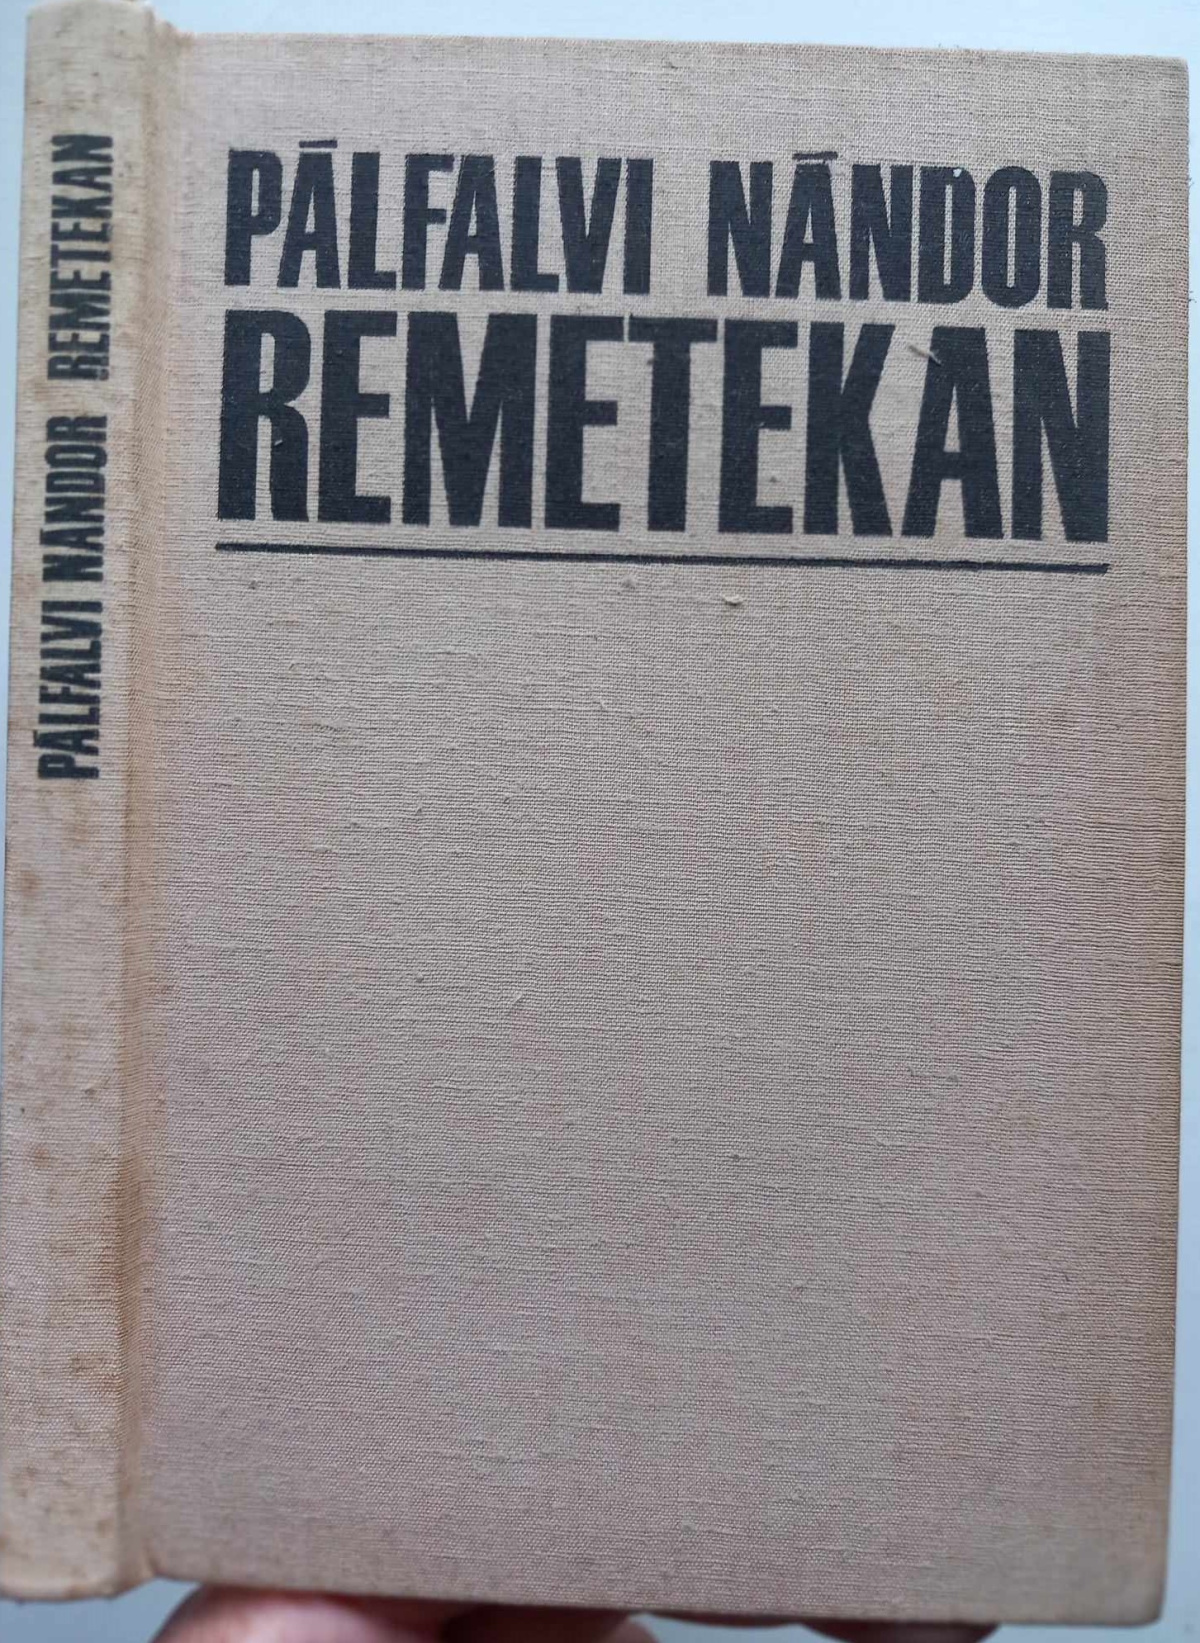 PÁLFALVI NÁNDOR
REMETEKAN
PÁLFALVI NÁNDOR REMETEKAN